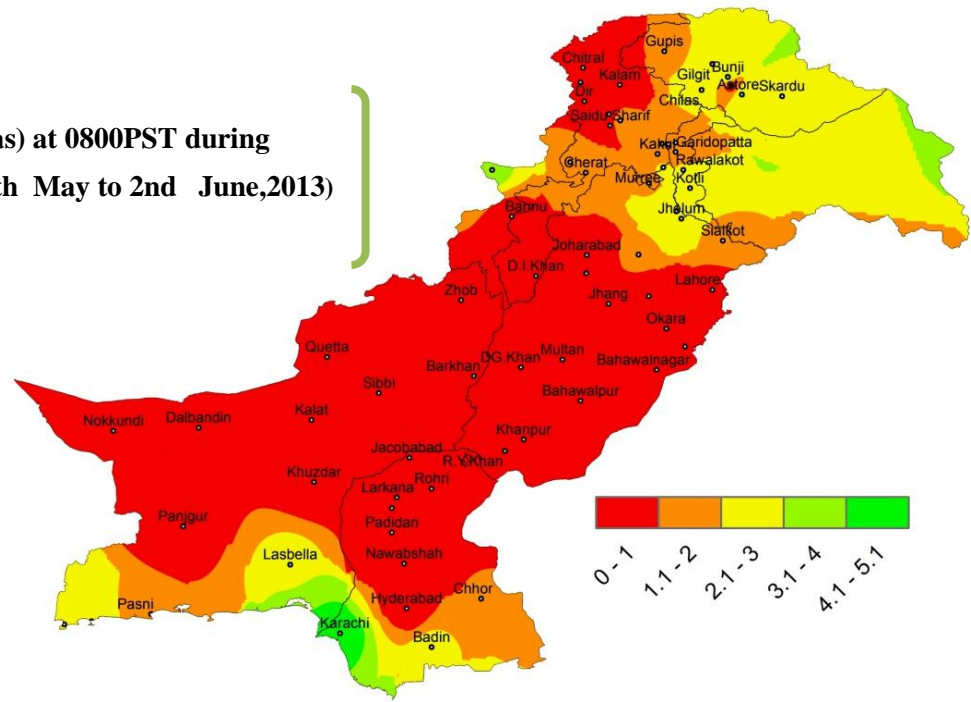 as) at 0800PST during
th May to 2nd June,2013)
Gupis
Chitral
Bunji
Kalam
Gilgit
Astore Skardu
Dir
Chilas
Saidu Sharif
Garidopatta
Cherat
Rawalakot
Murree
Kotli
Bannu
Jhelum
Sialkot
Joharabad
D.I.Khan
Zhob
Lahore
Jhang
Okara
Quetta
Barkhan
D.G.Khan
Multan
Bahawalnagar
Sibbi
Bahawalpur
Nokkundi
Dalbandin
Kalat
Khanpur
Jacobabad
R.Y.Khan
Khuzdar
Rohri
Larkana
Panjgur
Padidan
Lasbella
Nawabshah
Pasni
Hyderabad
Chhor
Karachi
Badin
0 - 1
1.1 - 2
2.1 - 3
3.1 - 4
4.1 - 5.1